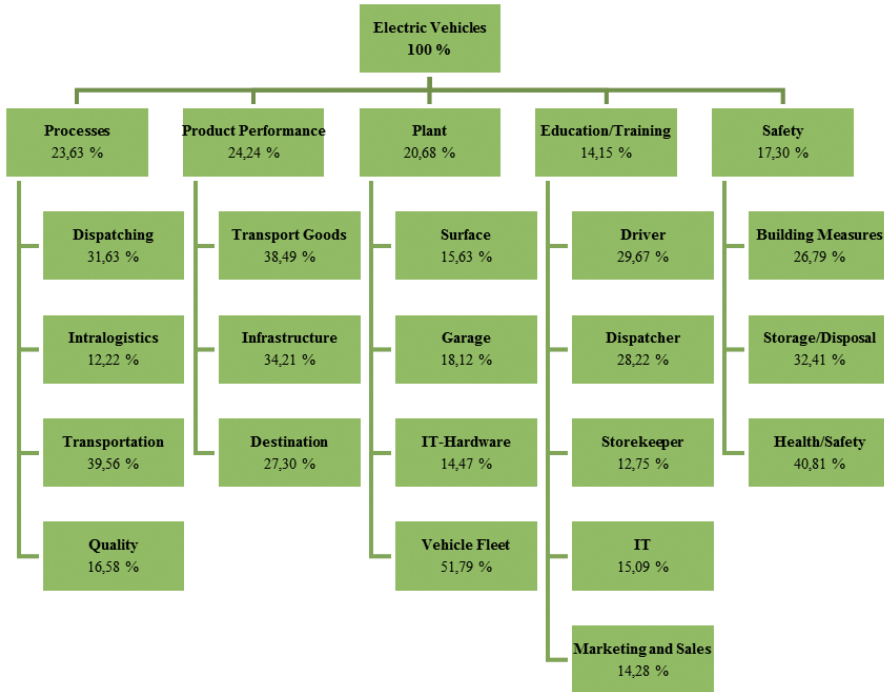 Electric Vehicles
100 %
Processes
23,63 %
Product Performance
24,24 %
Plant
20,68 %
Education/Training
14,15 %
Safety
17,30 %
Dispatching
31,63 %
Transport Goods
38,49 %
Surface
15,63 %
Driver
29,67 %
Building Measures
26,79 %
Intralogistics
12,22 %
Infrastructure
34,21 %
Garage
18,12 %
Dispatcher
28,22 %
Storage/Disposal
32,41 %
Transportation
39,56 %
Destination
27,30 %
IT-Hardware
14,47 %
Storekeeper
12,75 %
Health/Safety
40,81 %
Quality
16,58 %
Vehicle Fleet
51,79 %
IT
15,09 %
Marketing and Sales
14,28 %